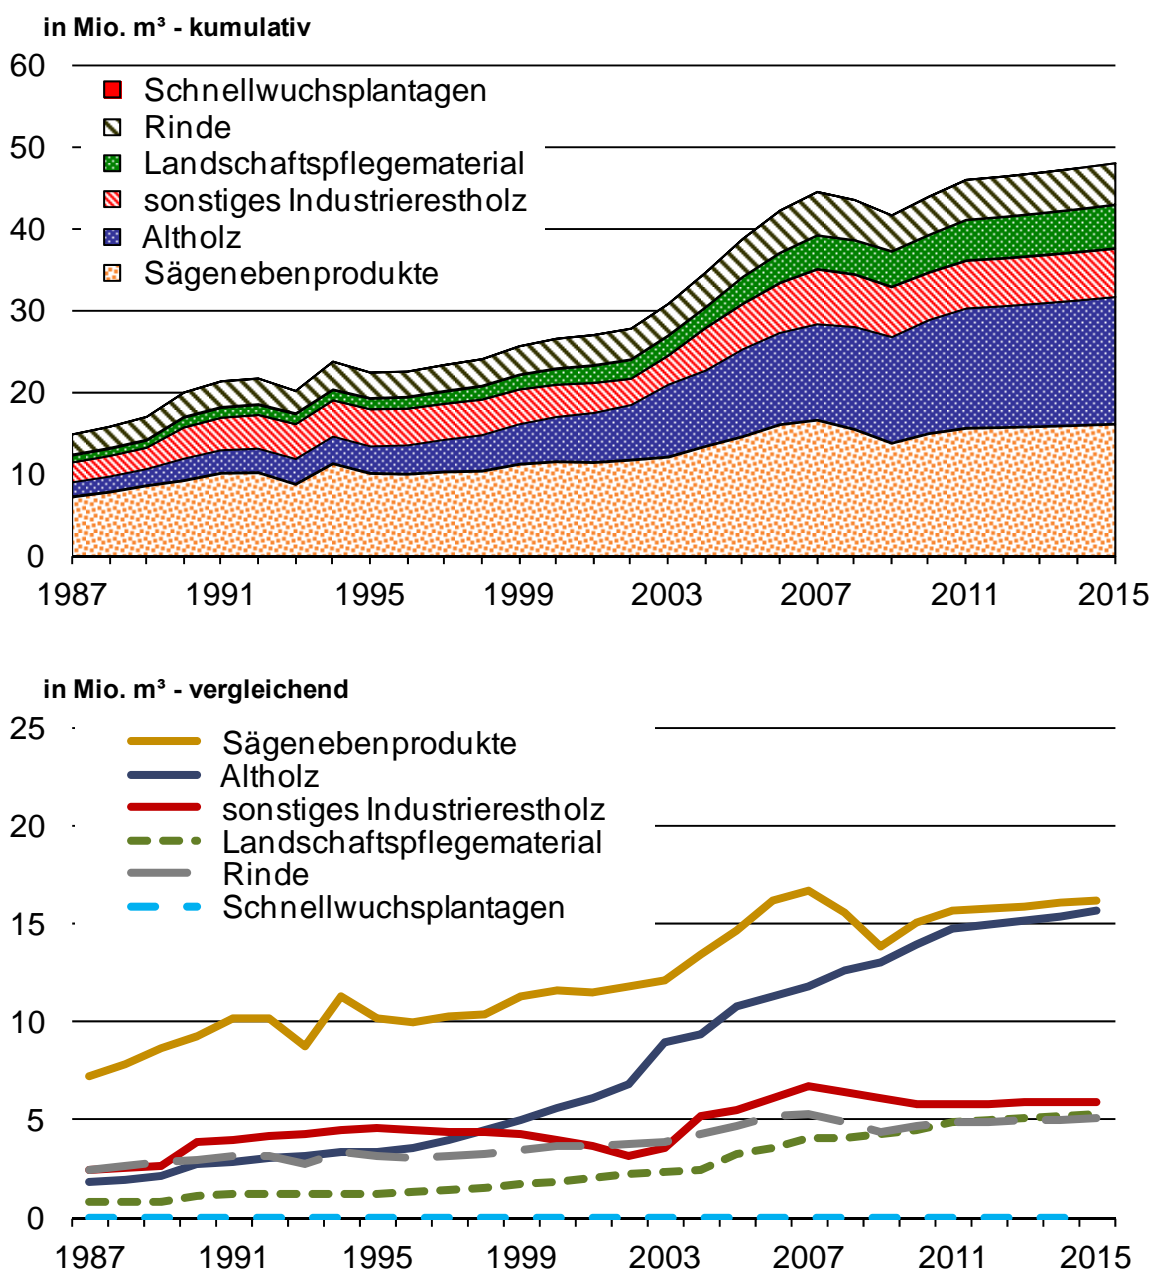 in Mio. m³ - kumulativ
60
Schnellwuchsplantagen
Rinde
50
Landschaftspflegematerial
sonstiges Industrierestholz
40
Altholz
Sägenebenprodukte
30
20
10
0
1987 1991 1995 1999 2003 2007 2011 2015
in Mio. m³ - vergleichend
25
Sägenebenprodukte
Altholz
sonstiges Industrierestholz
20
Landschaftspflegematerial
Rinde
Schnellwuchsplantagen
15
10
5
0
1987 1991 1995 1999 2003 2007 2011 2015